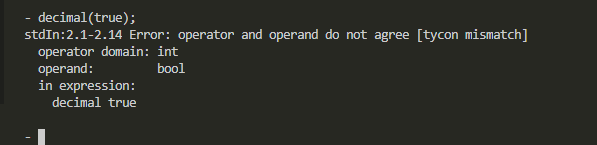 - decimal(true);
stdIn:2.1-2.14 Error: operator and operand do not agree [tycon mismatch]
  operator domain: int
  operand:         bool
  in expression:
    decimal true
-